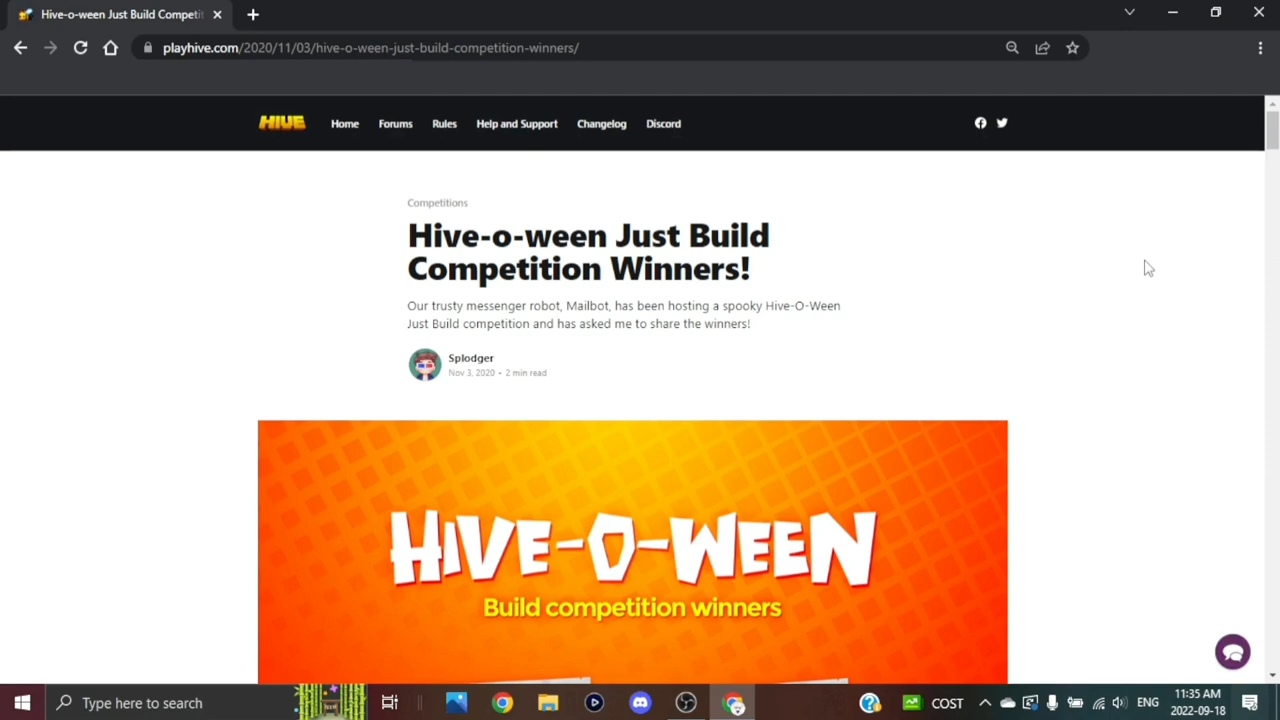 Hive-o-ween Just Build Competiti
playhive.com/2020/11/03/hive-o-ween-just-build-competition-winners/
HIVE
Home Forums Rules Help and Support Changelog Discord
Competitions
Hive-o-ween Just Build
Competition Winners!
Our trusty messenger robot, Mailbot, has been hosting a spooky Hive-O-Ween
Just Build competition and has asked me to share the winners!
Splodger
Nov 3, 2020 • 2 min read
HIVE-O-WEEN
Build competition winners
Type here to search
COST
ENG
11:35 AM
2022-09-18